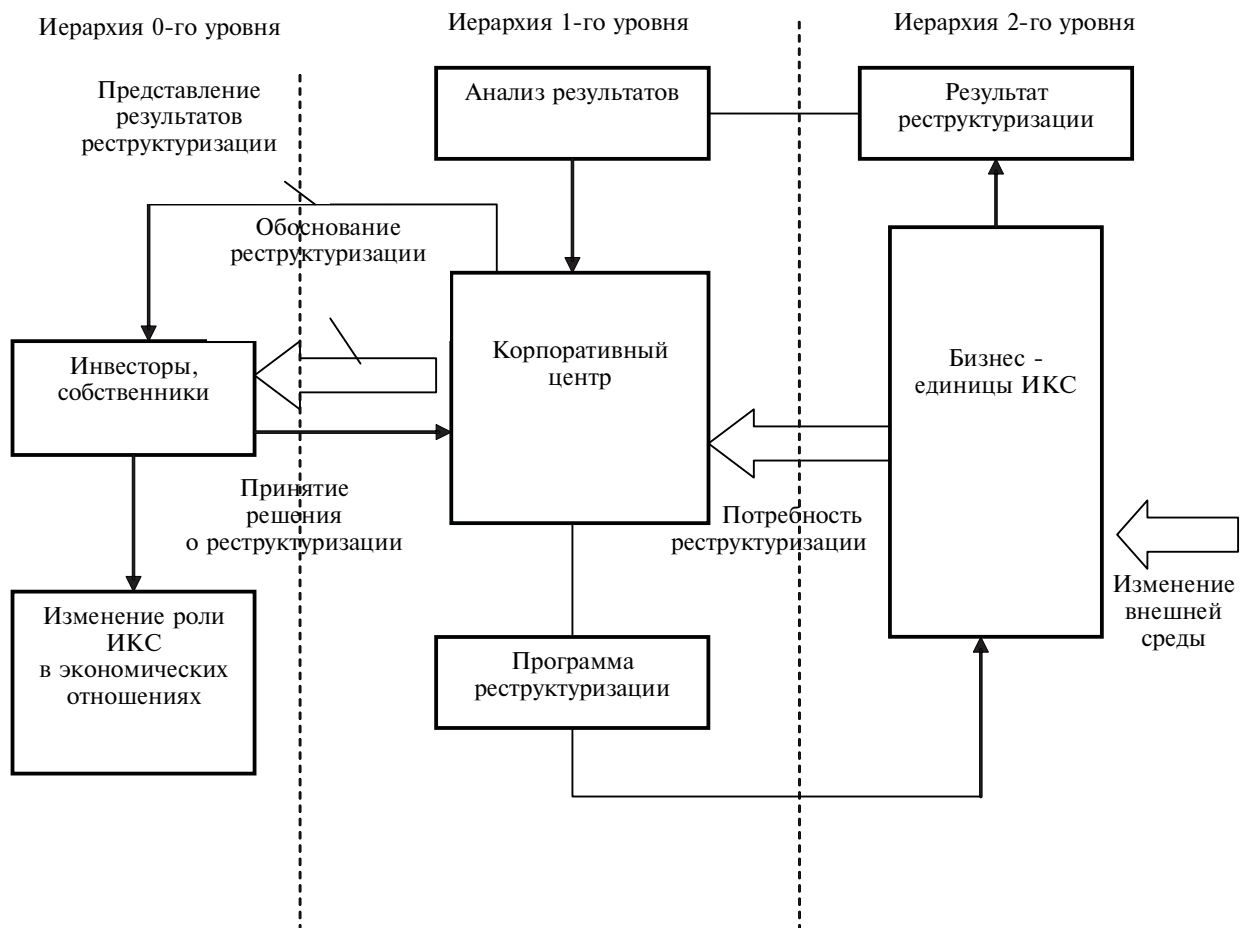 Иерархия 0-го уровня
Иерархия 1-го уровня
Иерархия 2-го уровня
Представление
результатов
реструктуризации
Анализ результатов
Результат
реструктуризации
Обоснование
реструктуризации
Инвесторы,
собственники
Корпоративный
центр
Бизнес -
единицы ИКС
Принятие
решения
о реструктуризации
Потребность
реструктуризации
Изменение
внешней
среды
Изменение роли
ИКС
в экономических
отношениях
Программа
реструктуризации